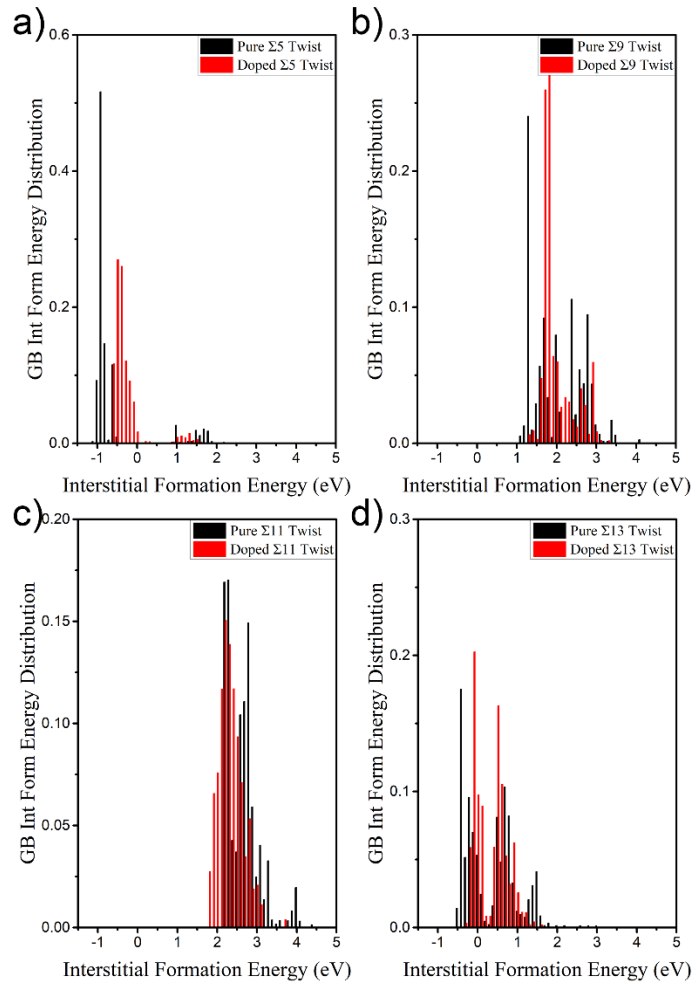 a)
Pure Σ5 Twist
Doped Σ5 Twist
GB Int Form Energy Distribution
0.6
0.4
0.2
0.0
-1 0 1 2 3 4 5
Interstitial Formation Energy (eV)
b)
Pure Σ9 Twist
Doped Σ9 Twist
GB Int Form Energy Distribution
0.3
0.2
0.1
0.0
-1 0 1 2 3 4 5
Interstitial Formation Energy (eV)
c)
Pure Σ11 Twist
Doped Σ11 Twist
GB Int Form Energy Distribution
0.20
0.15
0.10
0.05
0.00
-1 0 1 2 3 4 5
Interstitial Formation Energy (eV)
d)
Pure Σ13 Twist
Doped Σ13 Twist
GB Int Form Energy Distribution
0.3
0.2
0.1
0.0
-1 0 1 2 3 4 5
Interstitial Formation Energy (eV)